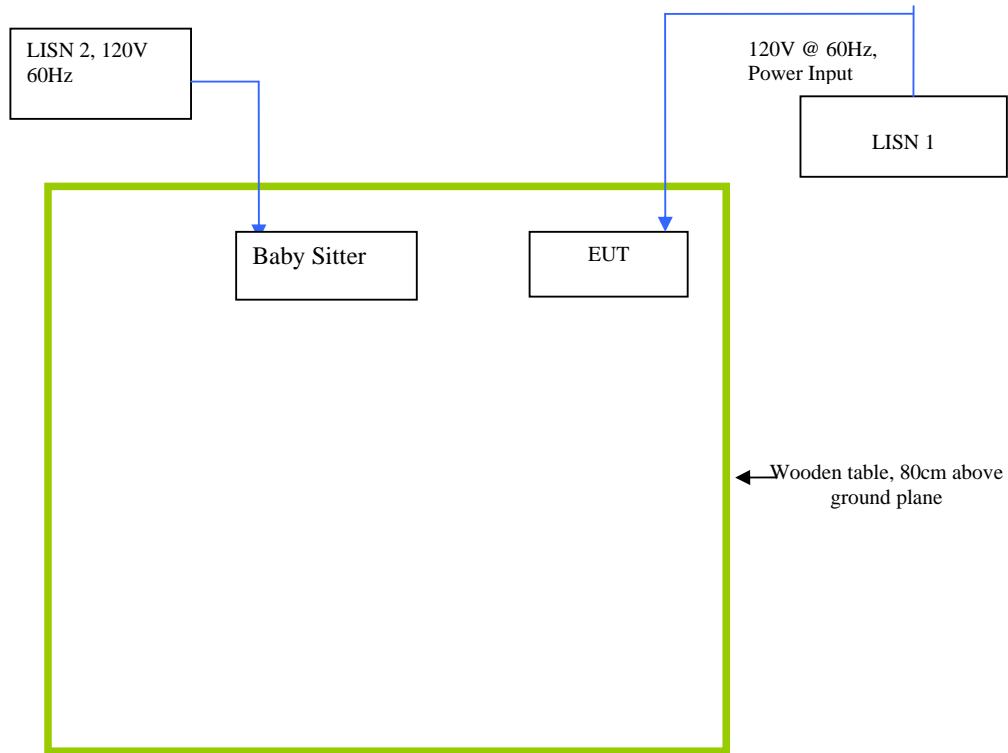 LISN 2, 120V
60Hz
120V @ 60Hz,
Power Input
LISN 1
Baby Sitter
EUT
Wooden table, 80cm above
ground plane